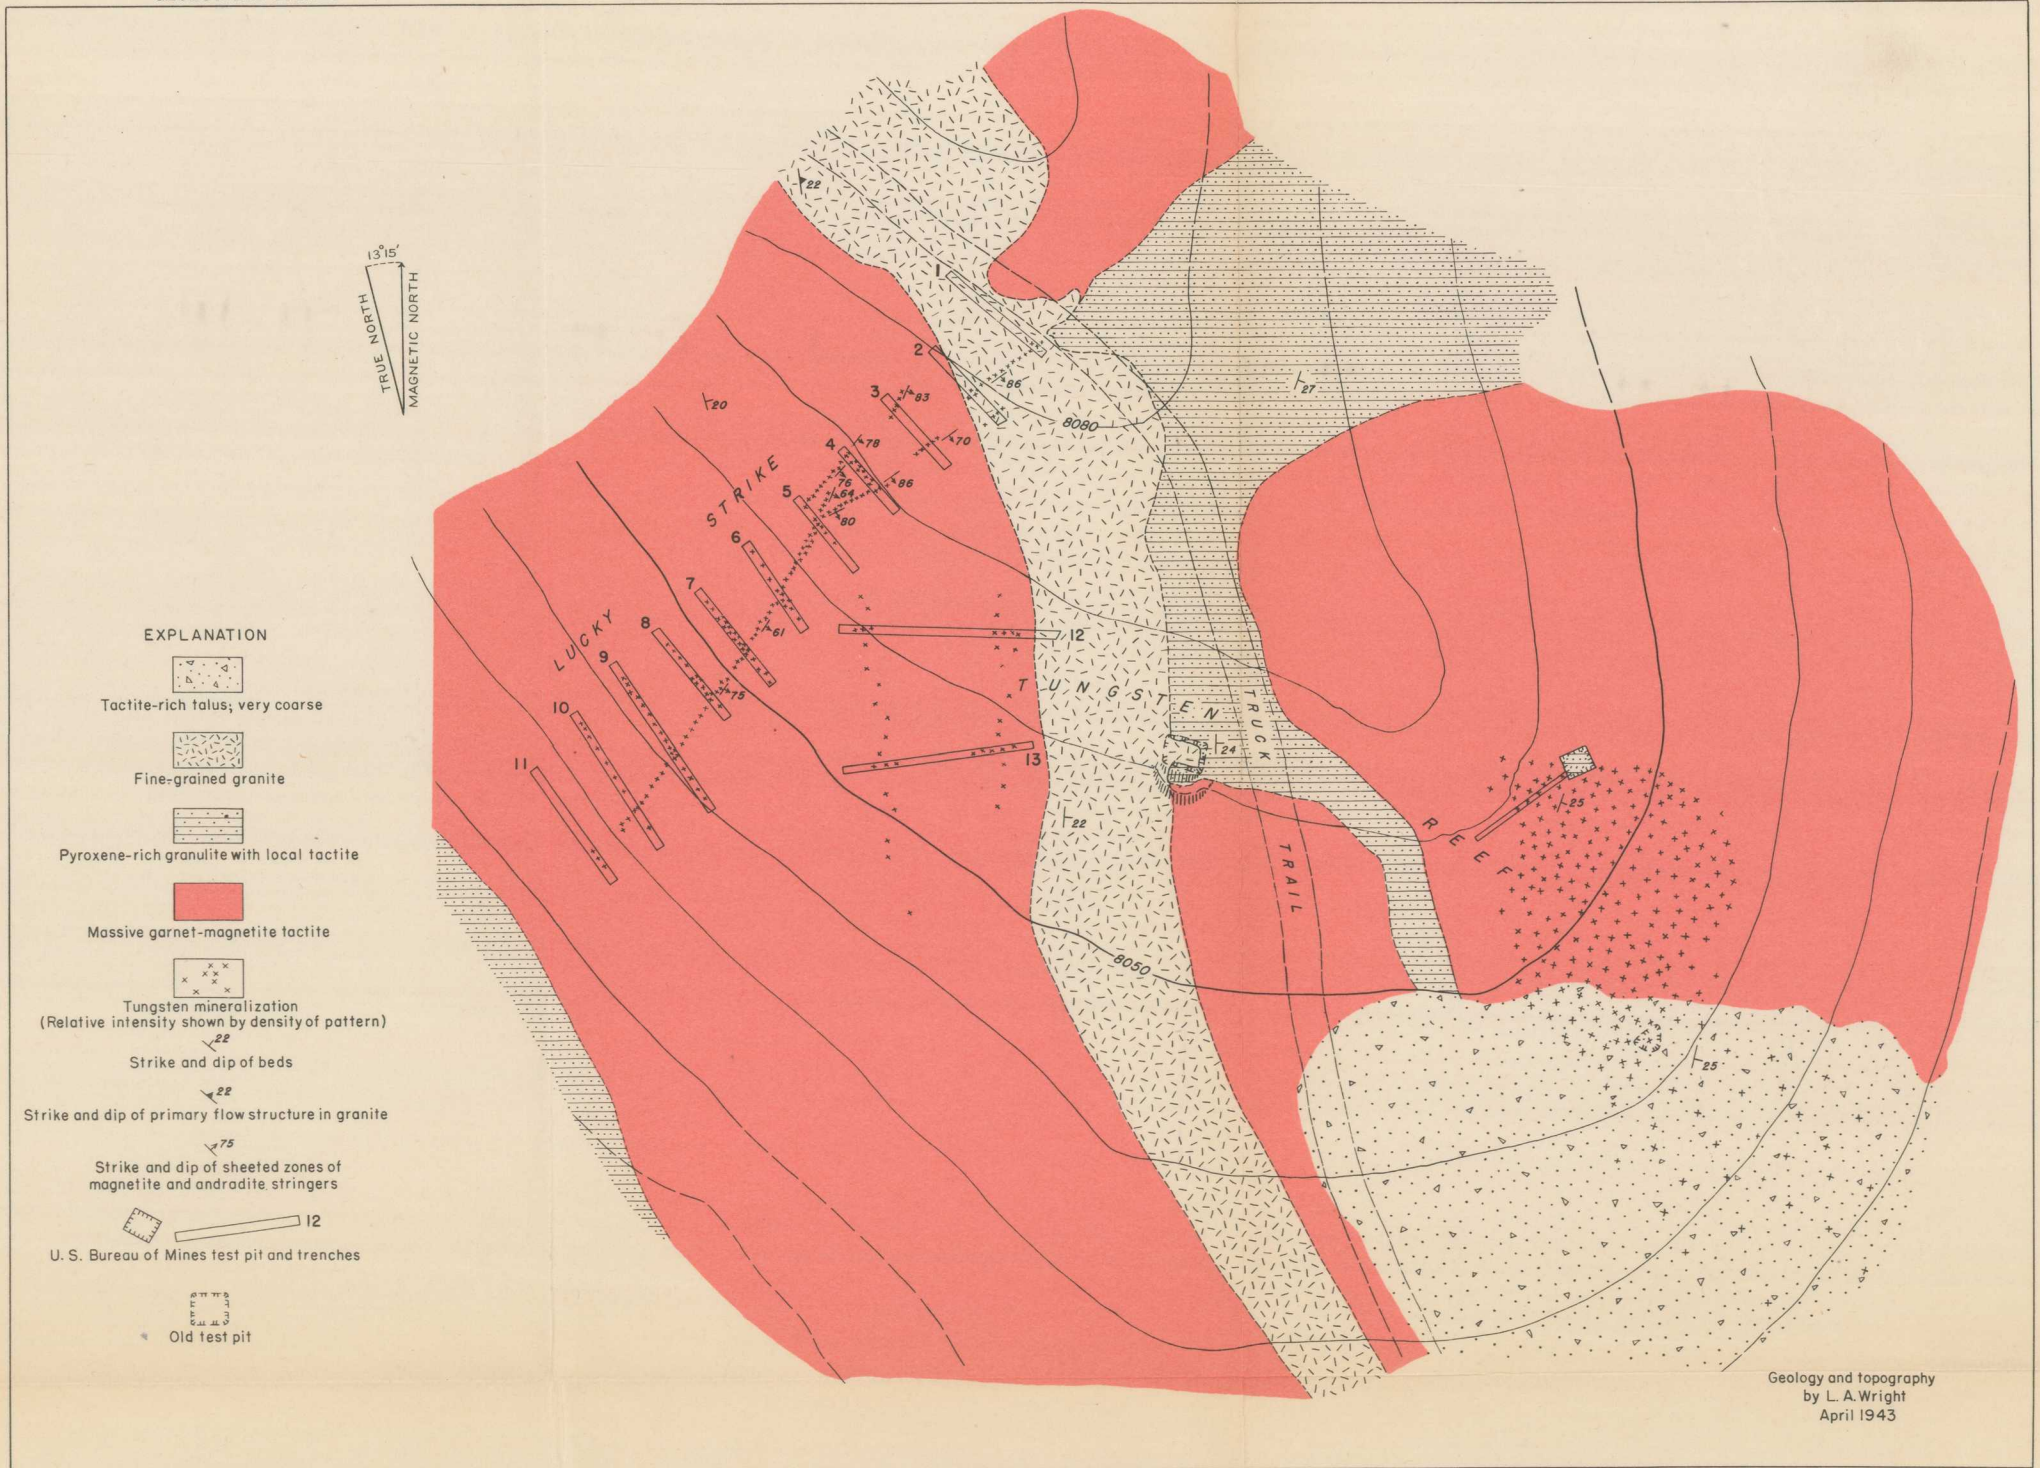 13°15'
TRUE NORTH
MAGNETIC NORTH
EXPLANATION
Tactite-rich talus; very coarse
Fine-grained granite
Pyroxene-rich granulite with local tactite
Massive garnet-magnetite tactite
Tungsten mineralization
(Relative intensity shown by density of pattern)
22
Strike and dip of beds
22
Strike and dip of primary flow structure in granite
75
Strike and dip of sheeted zones of
magnetite and andradite stringers
12
U. S. Bureau of Mines test pit and trenches
Old test pit
22
1
2
86
3
83
20
8080
27
4
78
70
STRIKE
76
5
64
86
80
6
7
61
8
12
LUCKY
9
75
TUNGSTEN
TRUCK
10
24
11
13
REEF
25
22
TRAIL
8050
25
Geology and topography
by L. A. Wright
April 1943